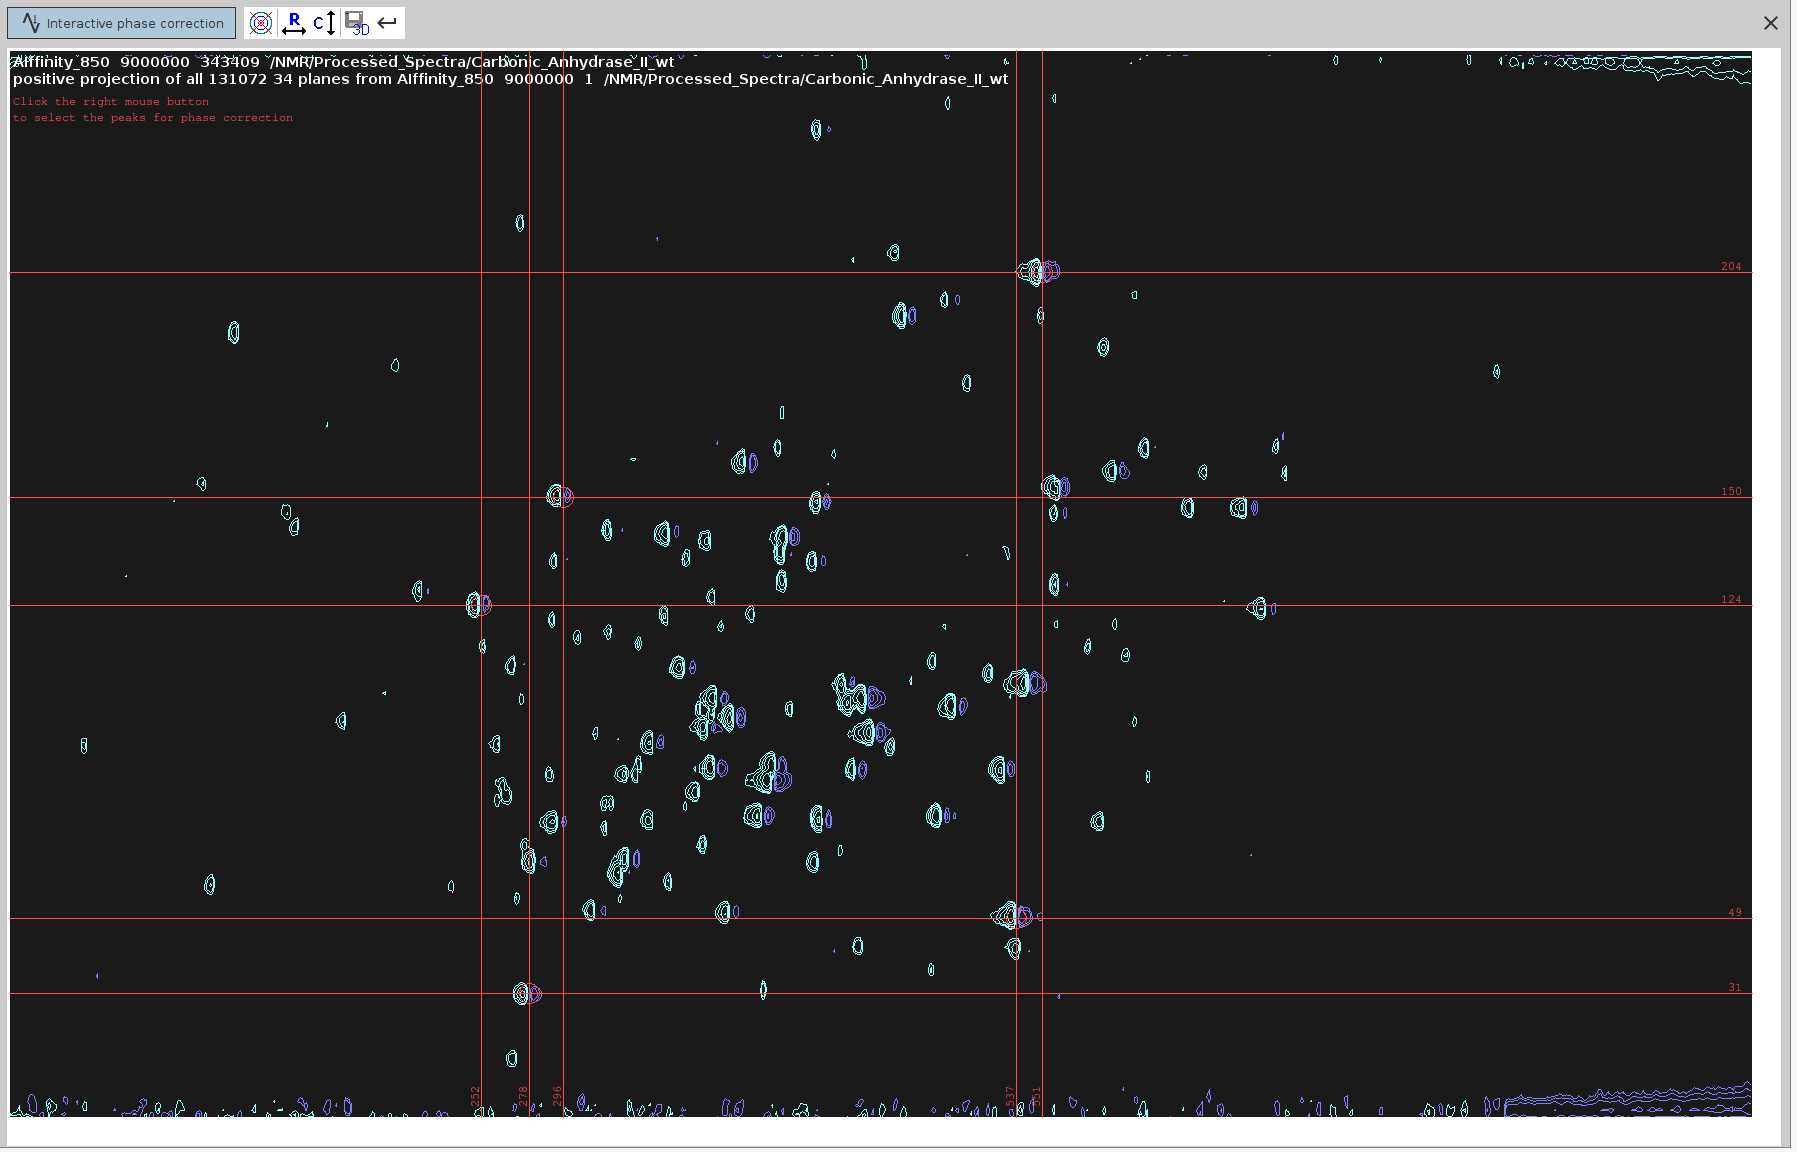 Interactive phase correction
R
C
3D
AIffinity_850 9000000 343409 /NMR/Processed_Spectra/Carbonic_Anhydrase_II_wt
positive projection of all 131072 34 planes from AIffinity_850 9000000 1 /NMR/Processed_Spectra/Carbonic_Anhydrase_II_wt
Click the right mouse button
to select the peaks for phase correction
204
150
124
49
31
252
278
296
537
551